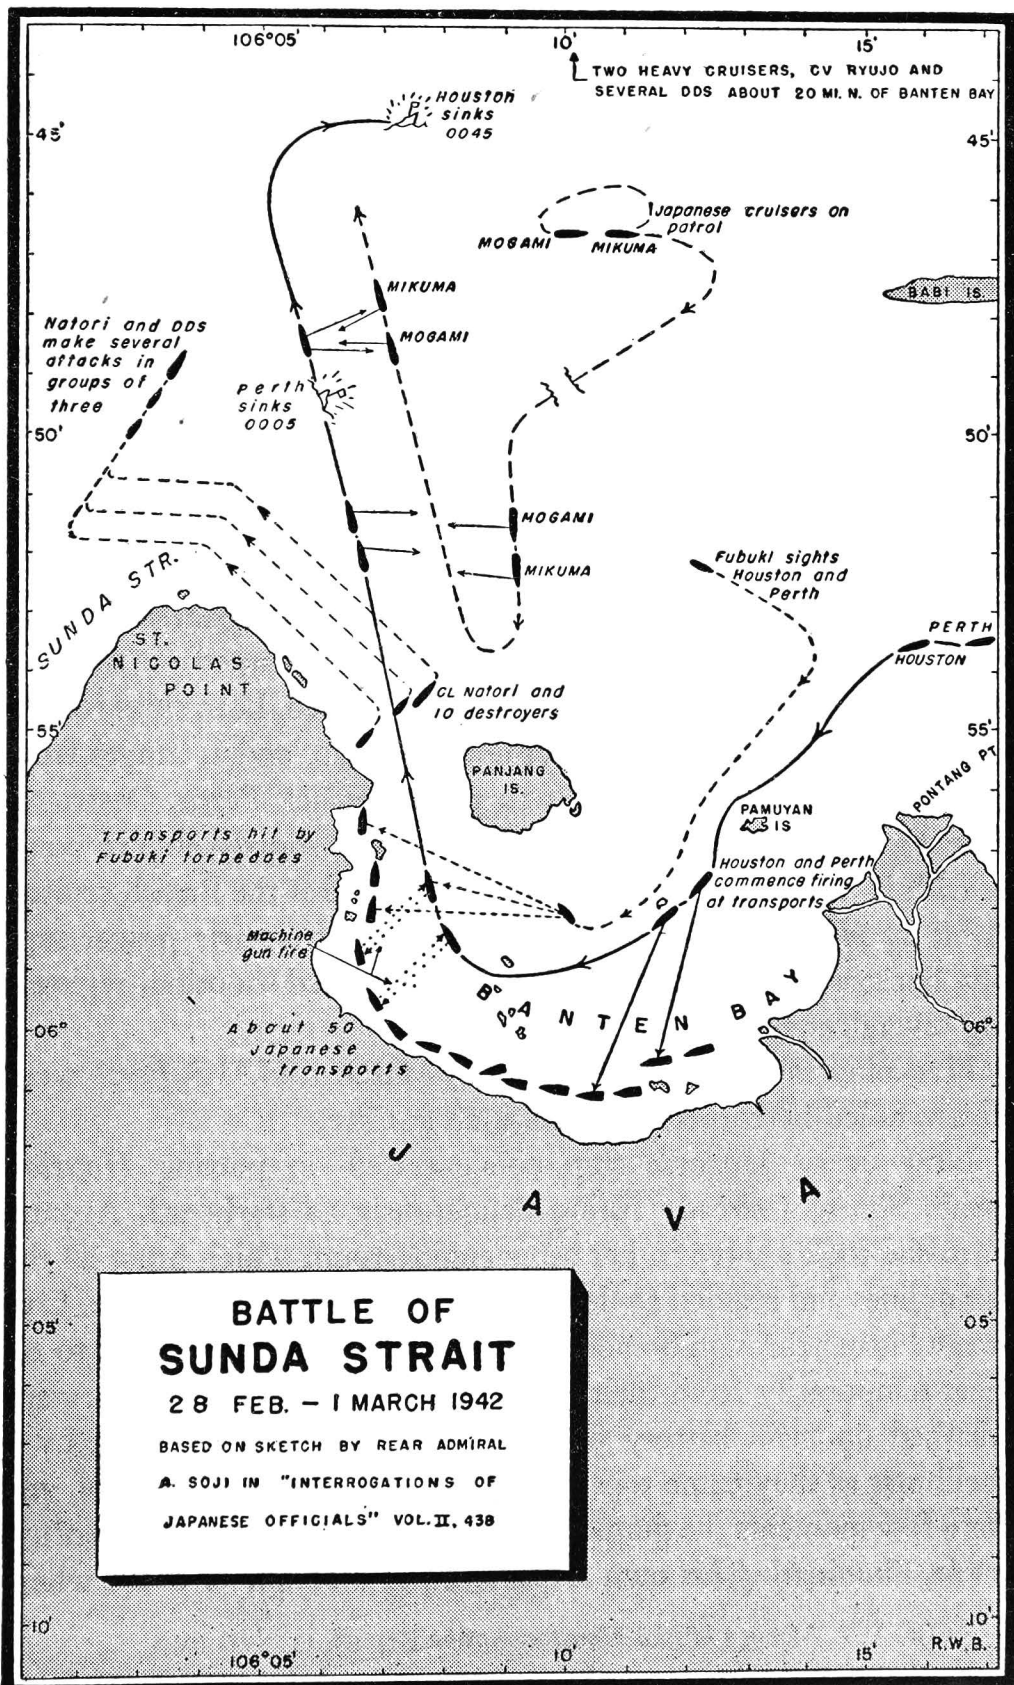 106°05'
10'
15'
TWO HEAVY CRUISERS, CV RYUJO AND
SEVERAL DDS ABOUT 20 MI. N. OF BANTEN BAY
Houston
sinks
0045
45'
45'
Japanese cruisers on
patrol
MOGAMI
MIKUMA
BABI IS.
MIKUMA
MOGAMI
Natori and DDS
make several
attacks in
groups of
three
Perth
sinks
0005
50'
50'
MOGAMI
MIKUMA
Fubuki sights
Houston and
Perth
SUNDA STR.
ST.
NICOLAS
POINT
PERTH
HOUSTON
CL Natori and
10 destroyers
55'
55'
PANJANG
IS.
PONTANG PT.
PAMUYAN
IS
Transports hit by
Fubuki torpedoes
Houston and Perth
commence firing
at transports
Machine
gun fire
BANTEN BAY
06°
06°
About 50
Japanese
transports
JAVA
BATTLE OF
SUNDA STRAIT
28 FEB. – 1 MARCH 1942
BASED ON SKETCH BY REAR ADMIRAL
A. SOJI IN "INTERROGATIONS OF
JAPANESE OFFICIALS" VOL. II, 438
05'
05'
10'
10'
R.W.B.
106°05'
10'
15'